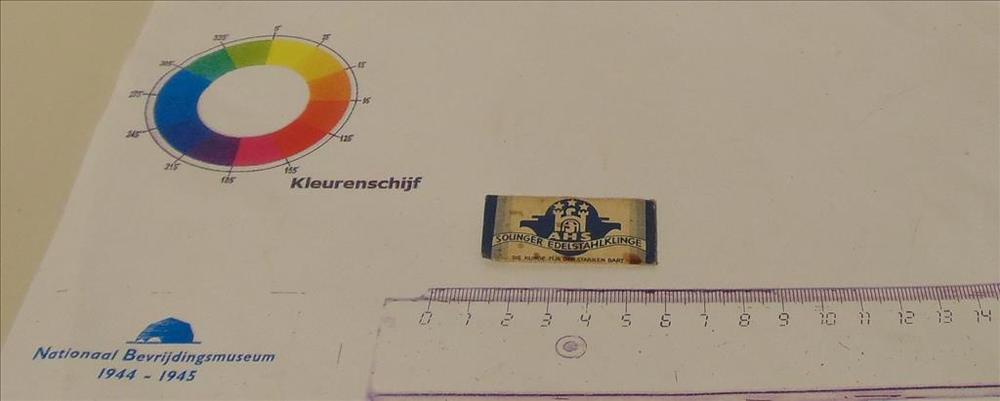 Kleurenschijf
AHS
SOLINGER EDELSTAHLKLINGE
DIE KLINGE FÜR DEN STARKEN BART
0 1 2 3 4 5 6 7 8 9 10 11 12 13 14
Nationaal Bevrijdingsmuseum
1944 - 1945